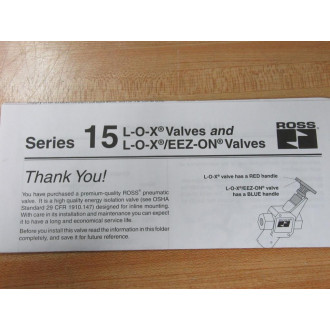 Series 15 L-O-X® Valves and
L-O-X®/EEZ-ON® Valves
ROSS
Thank You!
You have purchased a premium-quality ROSS® pneumatic
valve. It is a high quality energy isolation valve (see OSHA
Standard 29 CFR 1910.147) designed for inline mounting.
With care in its installation and maintenance you can expect
it to have a long and economical service life.
Before you install this valve read the information in this folder
completely, and save it for future reference.
L-O-X® valve has a RED handle
L-O-X®/EEZ-ON® valve
has a BLUE handle